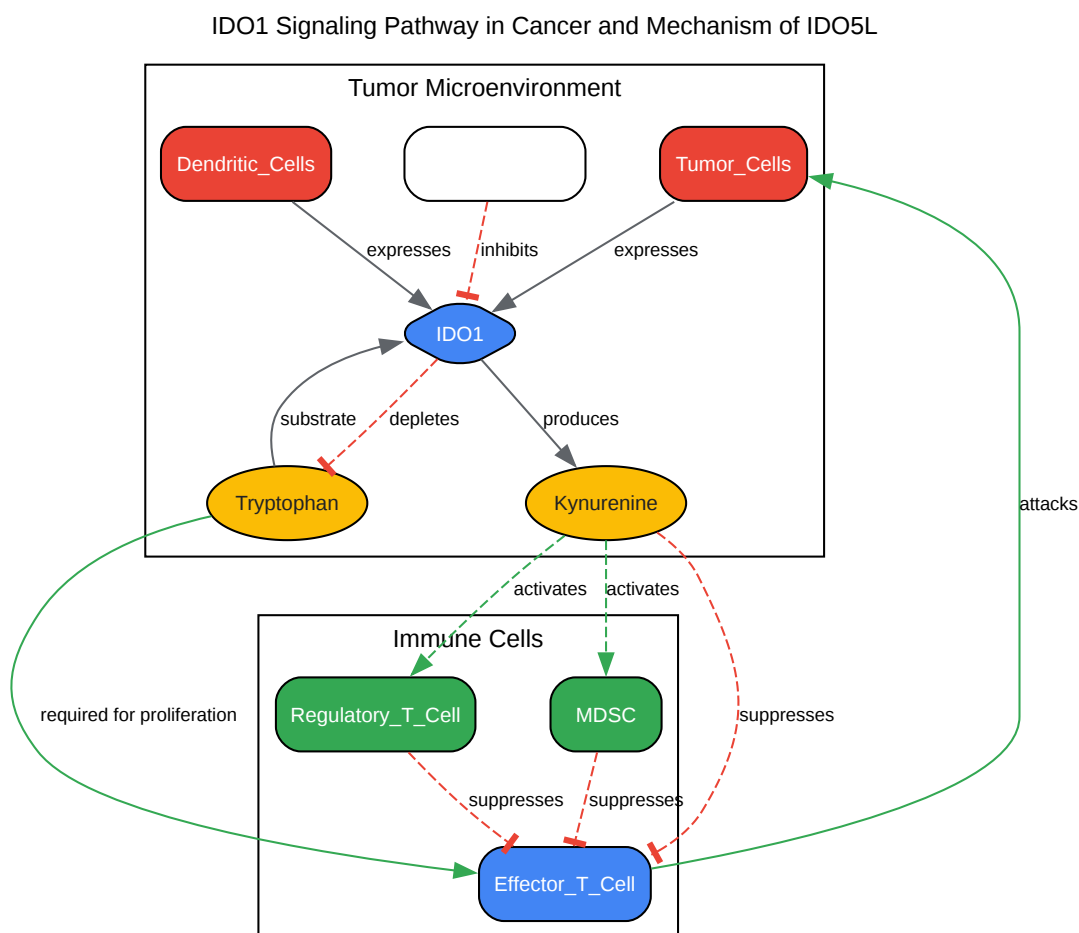 IDO1 Signaling Pathway in Cancer and Mechanism of IDO5L
Tumor Microenvironment
Dendritic_Cells
Tumor_Cells
expresses
inhibits
expresses
IDO1
substrate
depletes
produces
Tryptophan
Kynurenine
attacks
activates
activates
Immune Cells
Regulatory_T_Cell
MDSC
required for proliferation
suppresses
suppresses
suppresses
Effector_T_Cell